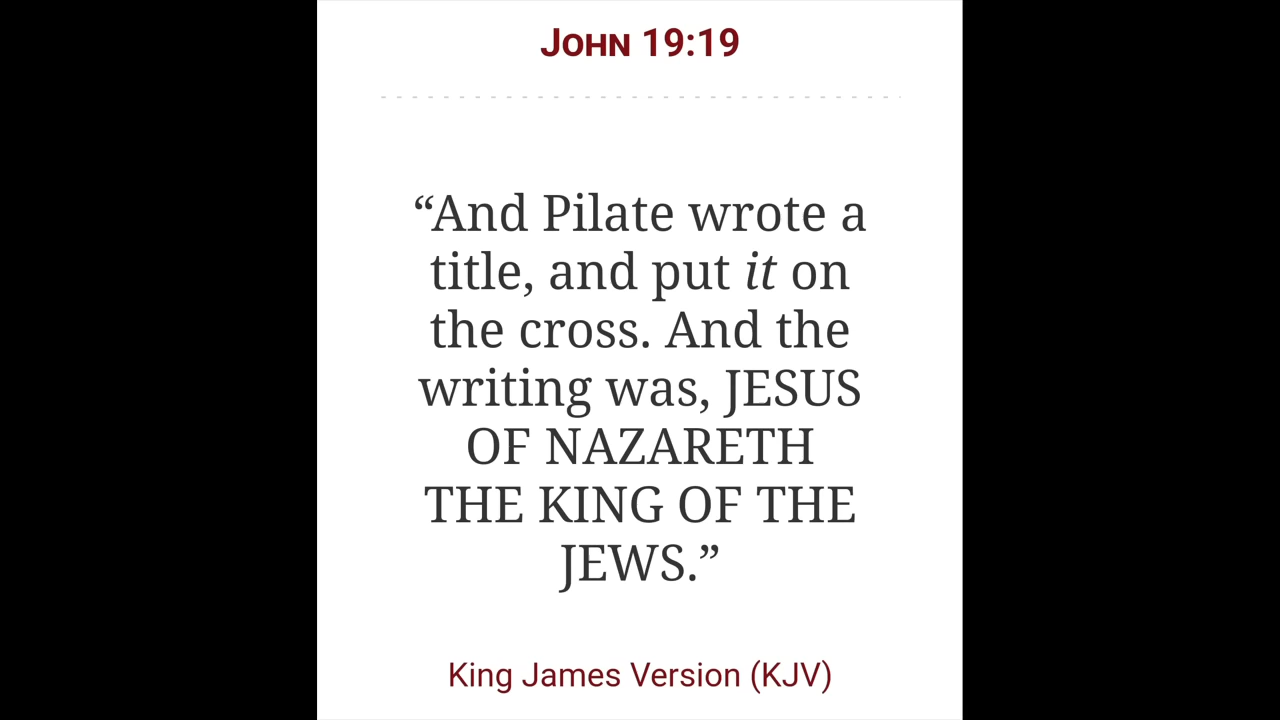 JOHN 19:19
“And Pilate wrote a
title, and put it on
the cross. And the
writing was, JESUS
OF NAZARETH
THE KING OF THE
JEWS.”
King James Version (KJV)